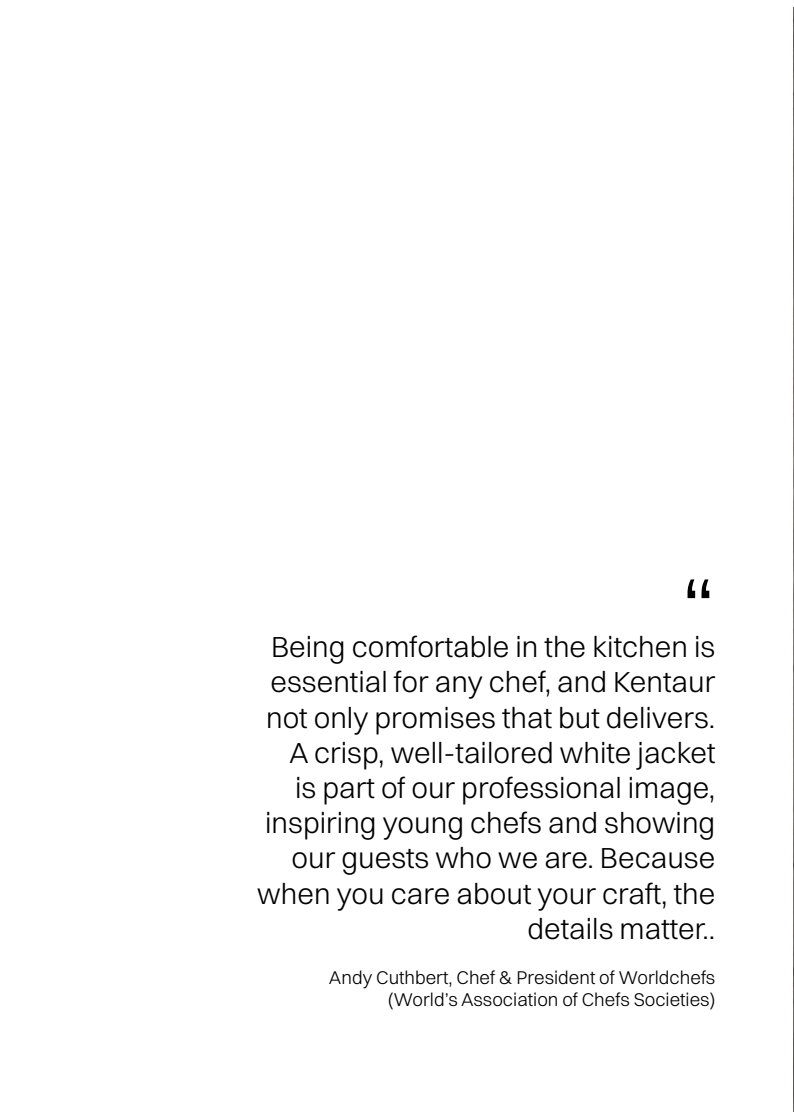 “
Being comfortable in the kitchen is
essential for any chef, and Kentaur
not only promises that but delivers.
A crisp, well-tailored white jacket
is part of our professional image,
inspiring young chefs and showing
our guests who we are. Because
when you care about your craft, the
details matter..
Andy Cuthbert, Chef & President of Worldchefs
(World’s Association of Chefs Societies)